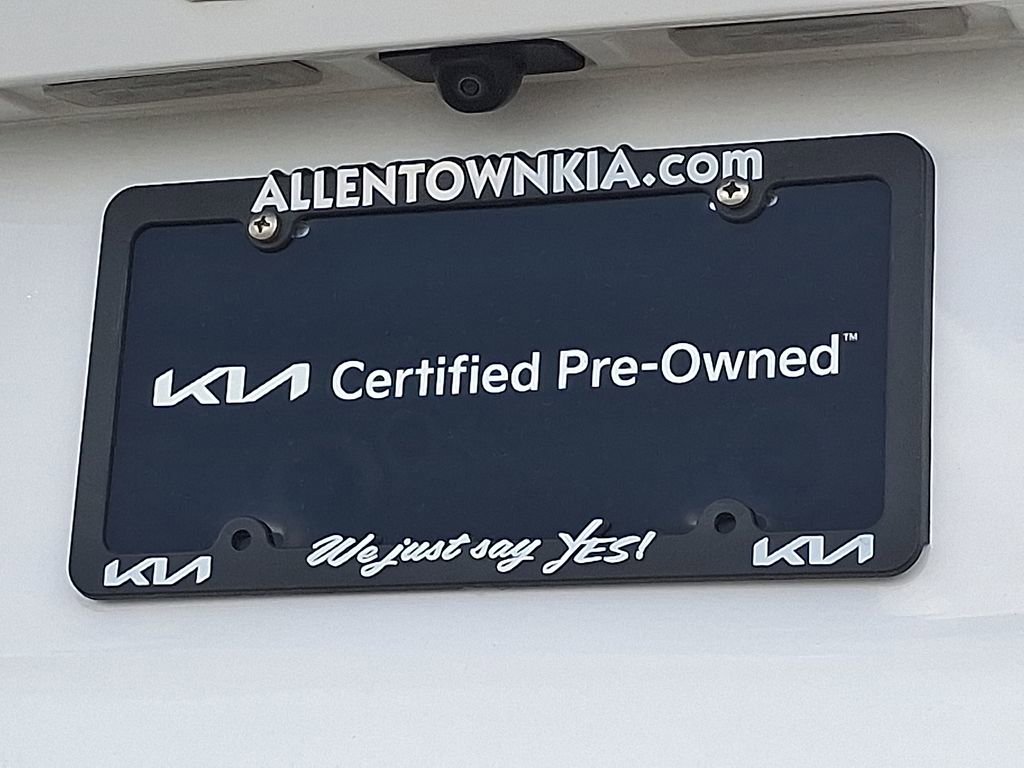 ALLENTOWNKIA.com
KIA Certified Pre-Owned™
We just say YES!
KIA KIA